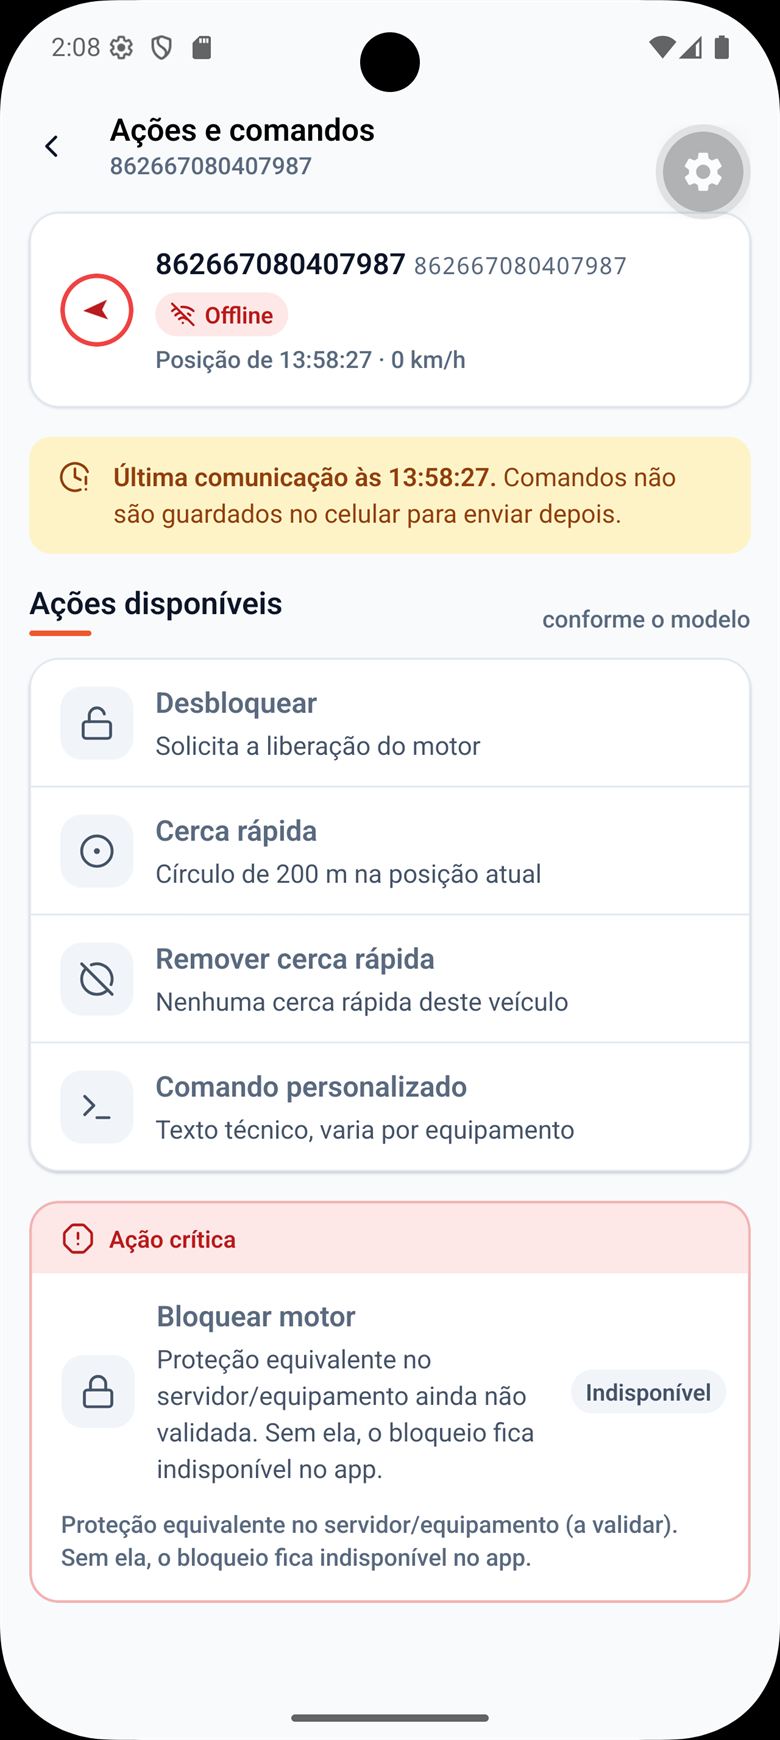 2:08
Ações e comandos
862667080407987
862667080407987 862667080407987
Offline
Posição de 13:58:27 · 0 km/h
Última comunicação às 13:58:27. Comandos não
são guardados no celular para enviar depois.
Ações disponíveis
conforme o modelo
Desbloquear
Solicita a liberação do motor
Cerca rápida
Círculo de 200 m na posição atual
Remover cerca rápida
Nenhuma cerca rápida deste veículo
Comando personalizado
Texto técnico, varia por equipamento
Ação crítica
Bloquear motor
Proteção equivalente no
servidor/equipamento ainda não
validada. Sem ela, o bloqueio fica
indisponível no app.
Indisponível
Proteção equivalente no servidor/equipamento (a validar).
Sem ela, o bloqueio fica indisponível no app.